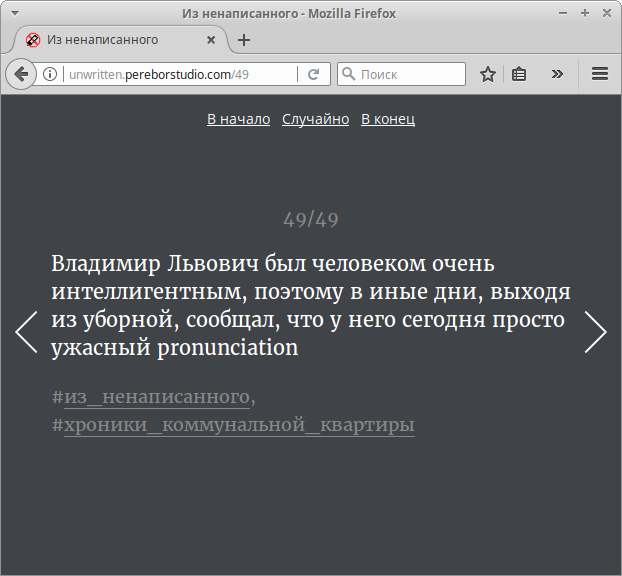 Из ненаписанного - Mozilla Firefox
Из ненаписанного
unwritten.pereborstudio.com/49
Поиск
В начало Случайно В конец
49/49
Владимир Львович был человеком очень
интеллигентным, поэтому в иные дни, выходя
из уборной, сообщал, что у него сегодня просто
ужасный pronunciation
#из_ненаписанного,
#хроники_коммунальной_квартиры